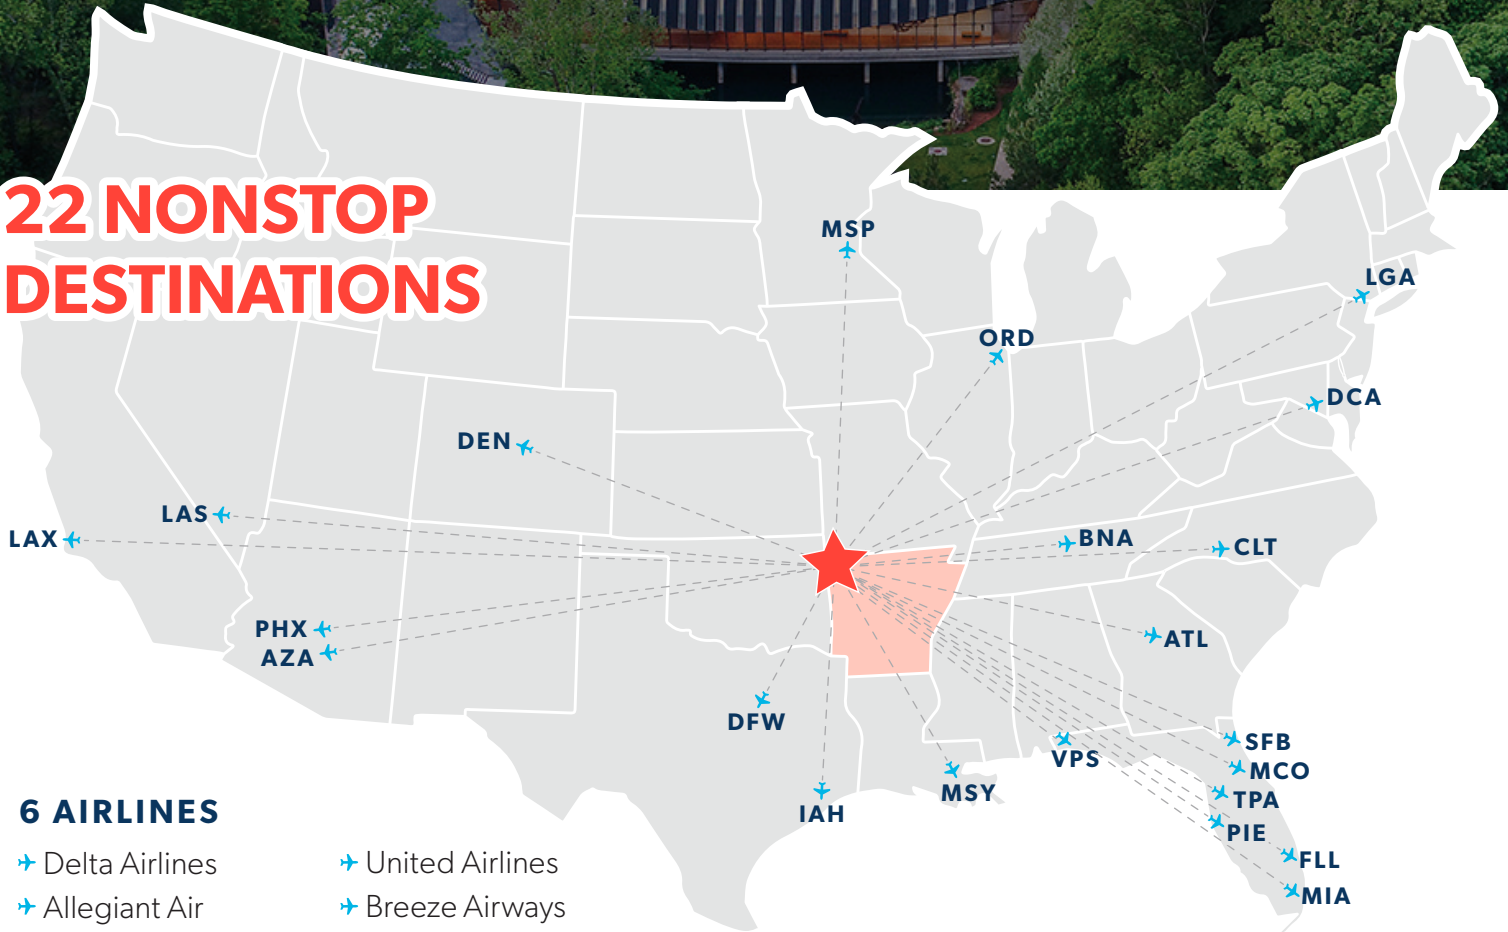 22 NONSTOP
DESTINATIONS
MSP
LGA
ORD
DCA
DEN
LAS
LAX
BNA
CLT
PHX
AZA
ATL
DFW
VPS
SFB
MCO
TPA
PIE
FLL
MIA
MSY
IAH
6 AIRLINES
Delta Airlines
United Airlines
Allegiant Air
Breeze Airways